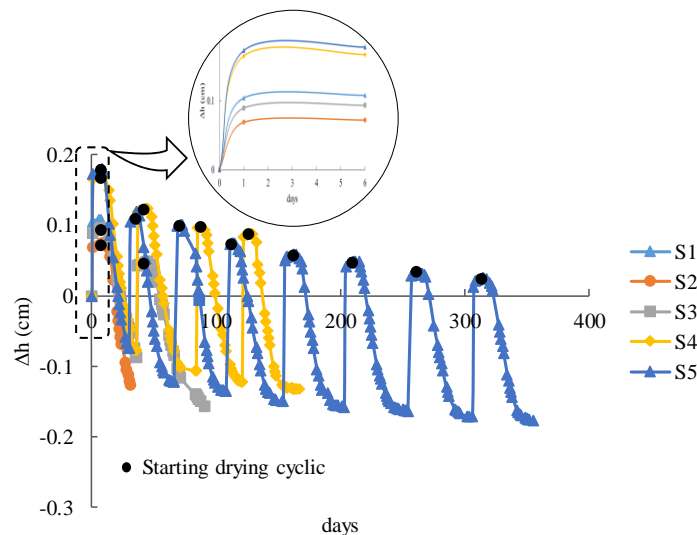 Δh (cm)
0.1
0
0 1 2 3 4 5 6
days
0.2
0.1
0
-0.1
-0.2
-0.3
0 100 200 300 400
Δh (cm)
days
Starting drying cyclic
S1
S2
S3
S4
S5